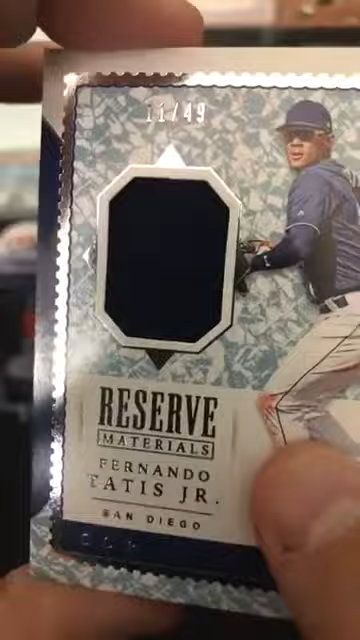 11/49
RESERVE
MATERIALS
FERNANDO
TATIS JR.
SAN DIEGO